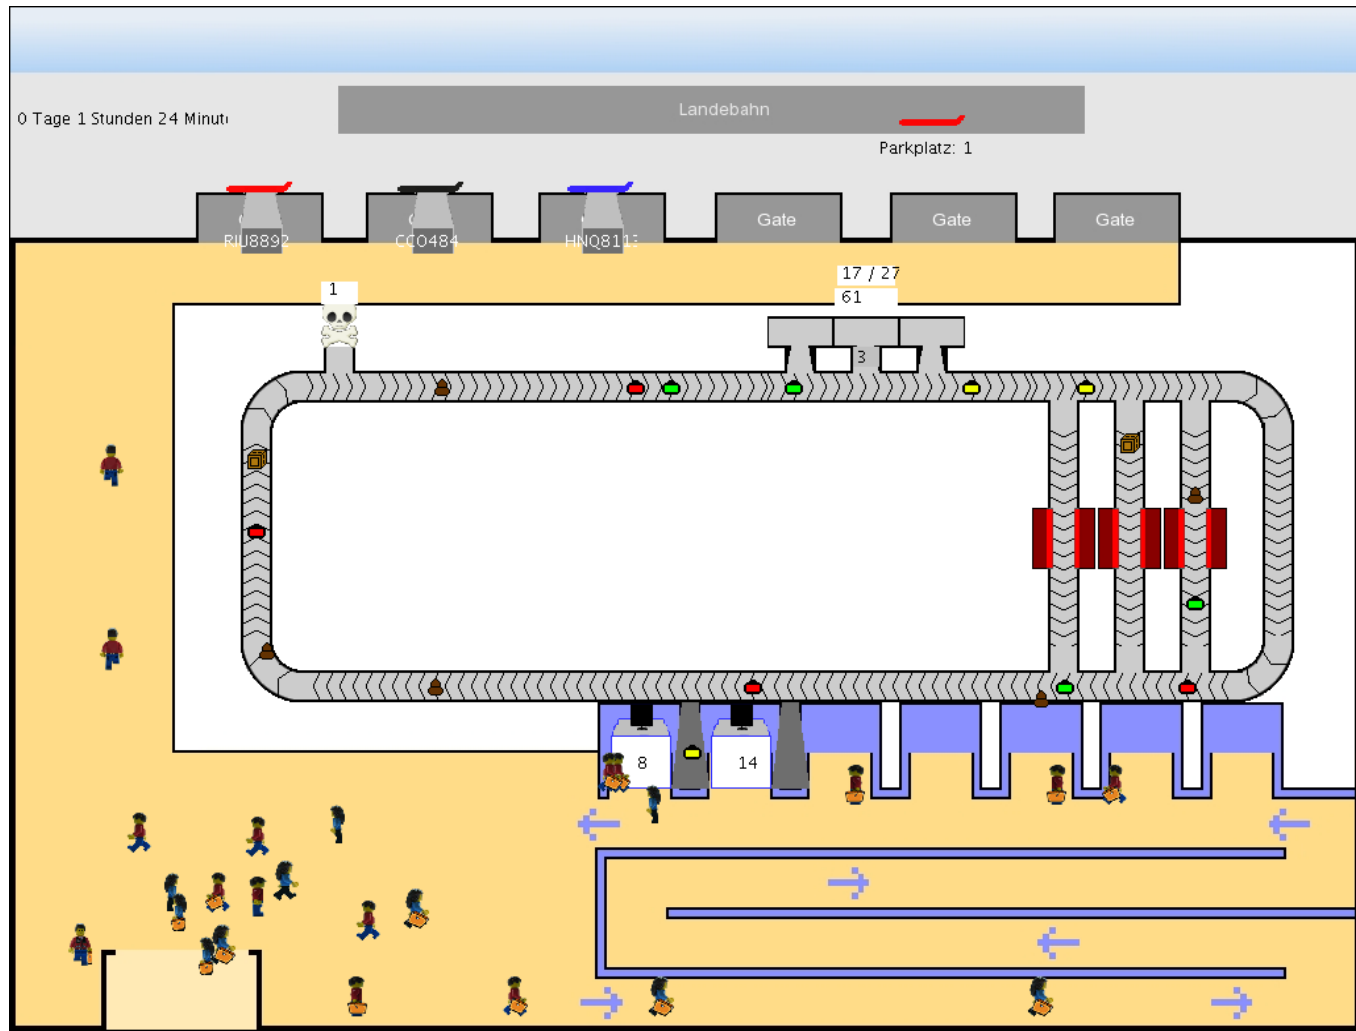 Landebahn
0 Tage 1 Stunden 24 Minut
Parkplatz: 1
Gate
Gate
Gate
RIU8892
CCO484
HNQ811
17 / 27
1
61
3
8
14